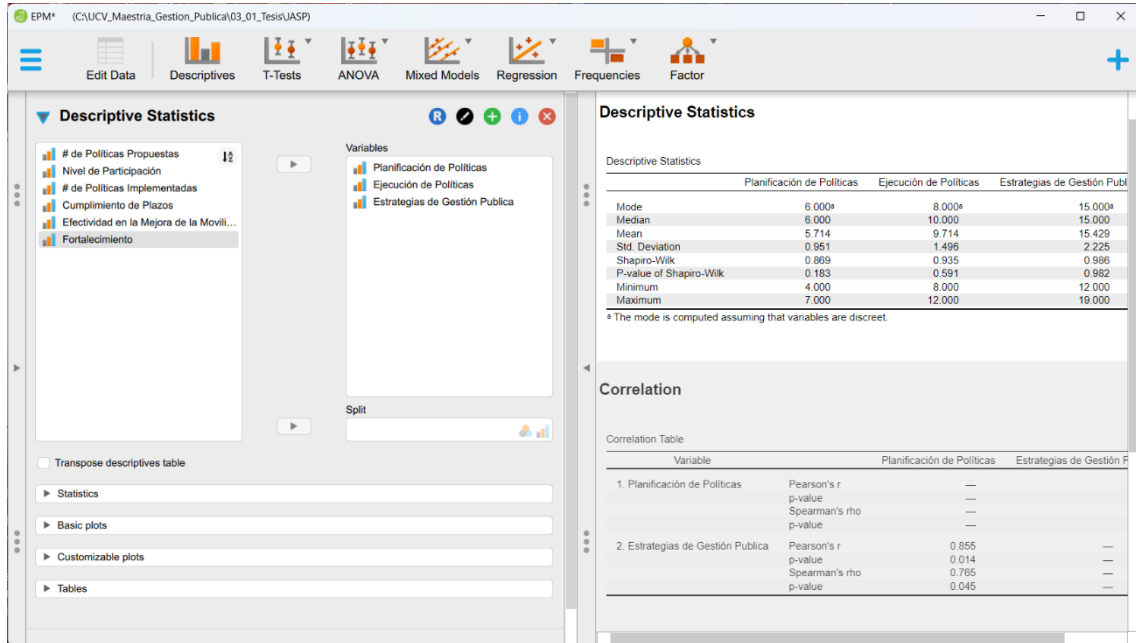 EPM* (C:\UCV_Maestria_Gestion_Publica\03_01_Tesis\JASP)
Edit Data Descriptives T-Tests ANOVA Mixed Models Regression Frequencies Factor
Descriptive Statistics
# de Políticas Propuestas
Nivel de Participación
# de Políticas Implementadas
Cumplimiento de Plazos
Efectividad en la Mejora de la Movili...
Fortalecimiento
Variables
Planificación de Políticas
Ejecución de Políticas
Estrategias de Gestión Publica
Split
Transpose descriptives table
Statistics
Basic plots
Customizable plots
Tables
Descriptive Statistics
Descriptive Statistics
Planificación de Políticas Ejecución de Políticas Estrategias de Gestión Publ
Mode 6.000ª 8.000ª 15.000ª
Median 6.000 10.000 15.000
Mean 5.714 9.714 15.429
Std. Deviation 0.951 1.496 2.225
Shapiro-Wilk 0.869 0.935 0.986
P-value of Shapiro-Wilk 0.183 0.591 0.982
Minimum 4.000 8.000 12.000
Maximum 7.000 12.000 19.000
ª The mode is computed assuming that variables are discreet.
Correlation
Correlation Table
Variable Planificación de Políticas Estrategias de Gestión P
1. Planificación de Políticas Pearson's r —
p-value —
Spearman's rho —
p-value —
2. Estrategias de Gestión Publica Pearson's r 0.855 —
p-value 0.014 —
Spearman's rho 0.765 —
p-value 0.045 —